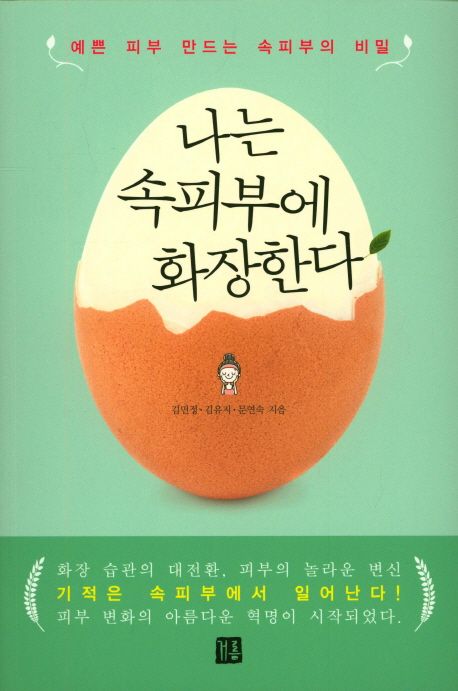 예쁜 피부 만드는 속피부의 비밀
나는
속피부에
화장한다
김민정·김유지·문연숙 지음
화장 습관의 대전환, 피부의 놀라운 변신
기적은 속피부에서 일어난다!
피부 변화의 아름다운 혁명이 시작되었다.
거름